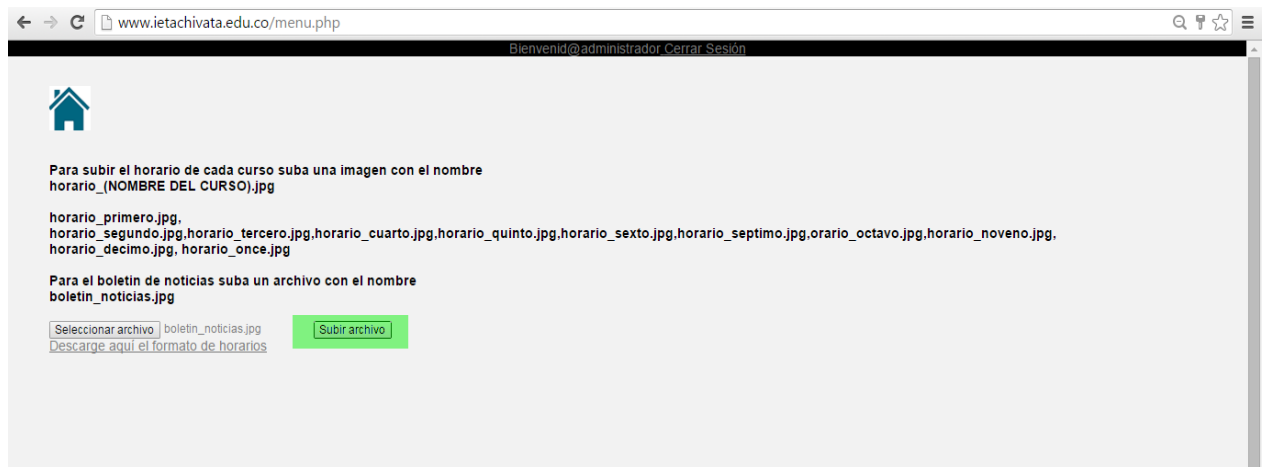 www.ietachivata.edu.co/menu.php
Bienvenid@administrador Cerrar Sesión
Para subir el horario de cada curso suba una imagen con el nombre
horario_(NOMBRE DEL CURSO).jpg
horario_primero.jpg,
horario_segundo.jpg,horario_tercero.jpg,horario_cuarto.jpg,horario_quinto.jpg,horario_sexto.jpg,horario_septimo.jpg,orario_octavo.jpg,horario_noveno.jpg,
horario_decimo.jpg, horario_once.jpg
Para el boletin de noticias suba un archivo con el nombre
boletin_noticias.jpg
Seleccionar archivo boletin_noticias.jpg Subir archivo
Descarge aquí el formato de horarios